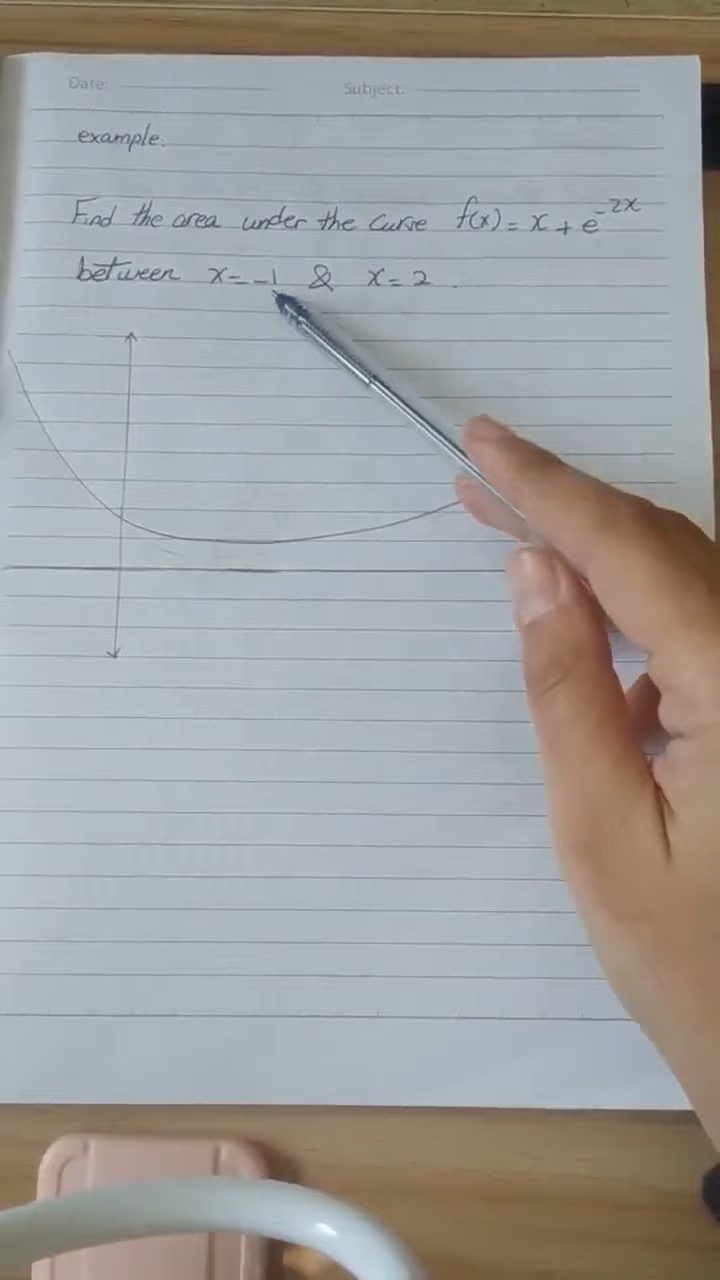 Date:
Subject:
example.
Find the area under the curve f(x) = x + e^-2x
between x = -1 & x = 2.